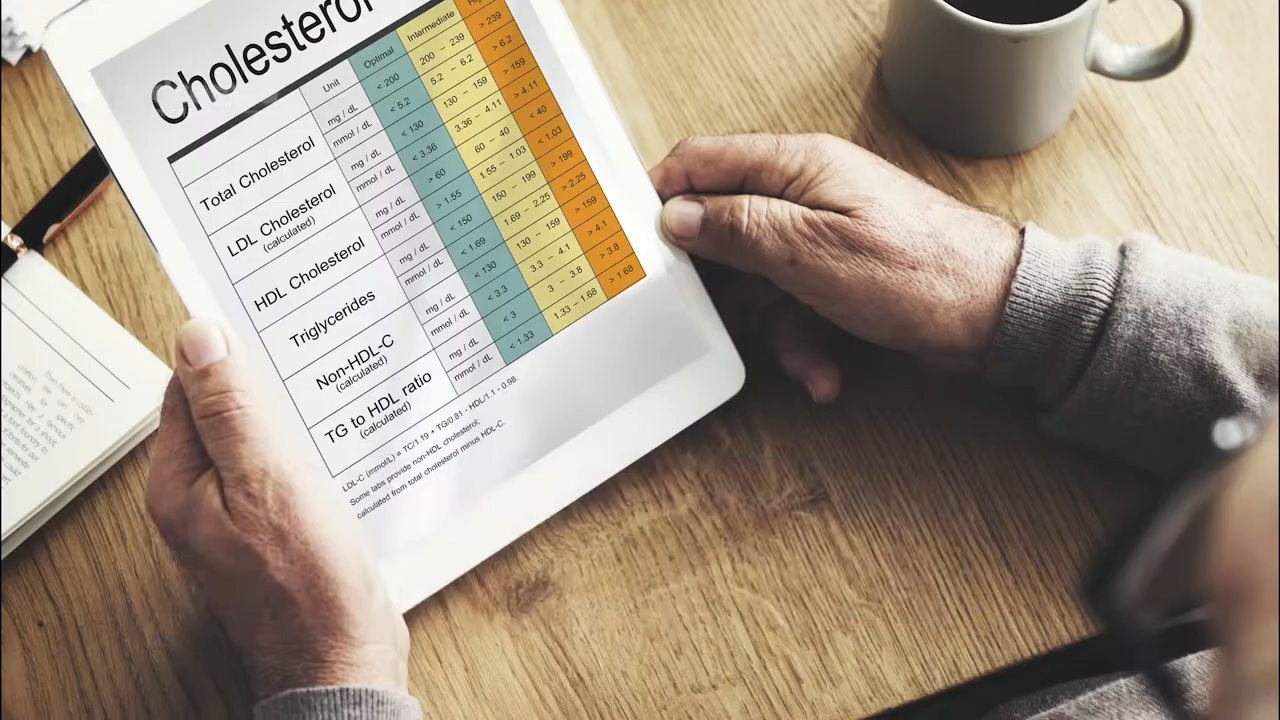 Cholesterol
Unit Optimal Intermediate
Total Cholesterol mg / dL < 200 200 – 239 > 239
mmol / dL < 5.2 5.2 – 6.2 > 6.2
LDL Cholesterol mg / dL < 130 130 – 159 > 159
(calculated) mmol / dL < 3.36 3.36 – 4.11 > 4.11
HDL Cholesterol mg / dL > 60 60 – 40 < 40
mmol / dL > 1.55 1.55 – 1.03 < 1.03
Triglycerides mg / dL < 150 150 – 199 > 199
mmol / dL < 1.69 1.69 – 2.25 > 2.25
Non-HDL-C mg / dL < 130 130 – 159 > 159
(calculated) mmol / dL < 3.3 3.3 – 4.1 > 4.1
TG to HDL ratio mg / dL < 3 3 – 3.8 > 3.8
(calculated) mmol / dL < 1.33 1.33 – 1.68 > 1.68
LDL-C (mmol/L) = TC/1.19 + TG/0.81 - HDL/1.1 - 0.98.
Some labs provide non-HDL cholesterol;
calculated from total cholesterol minus HDL-C.